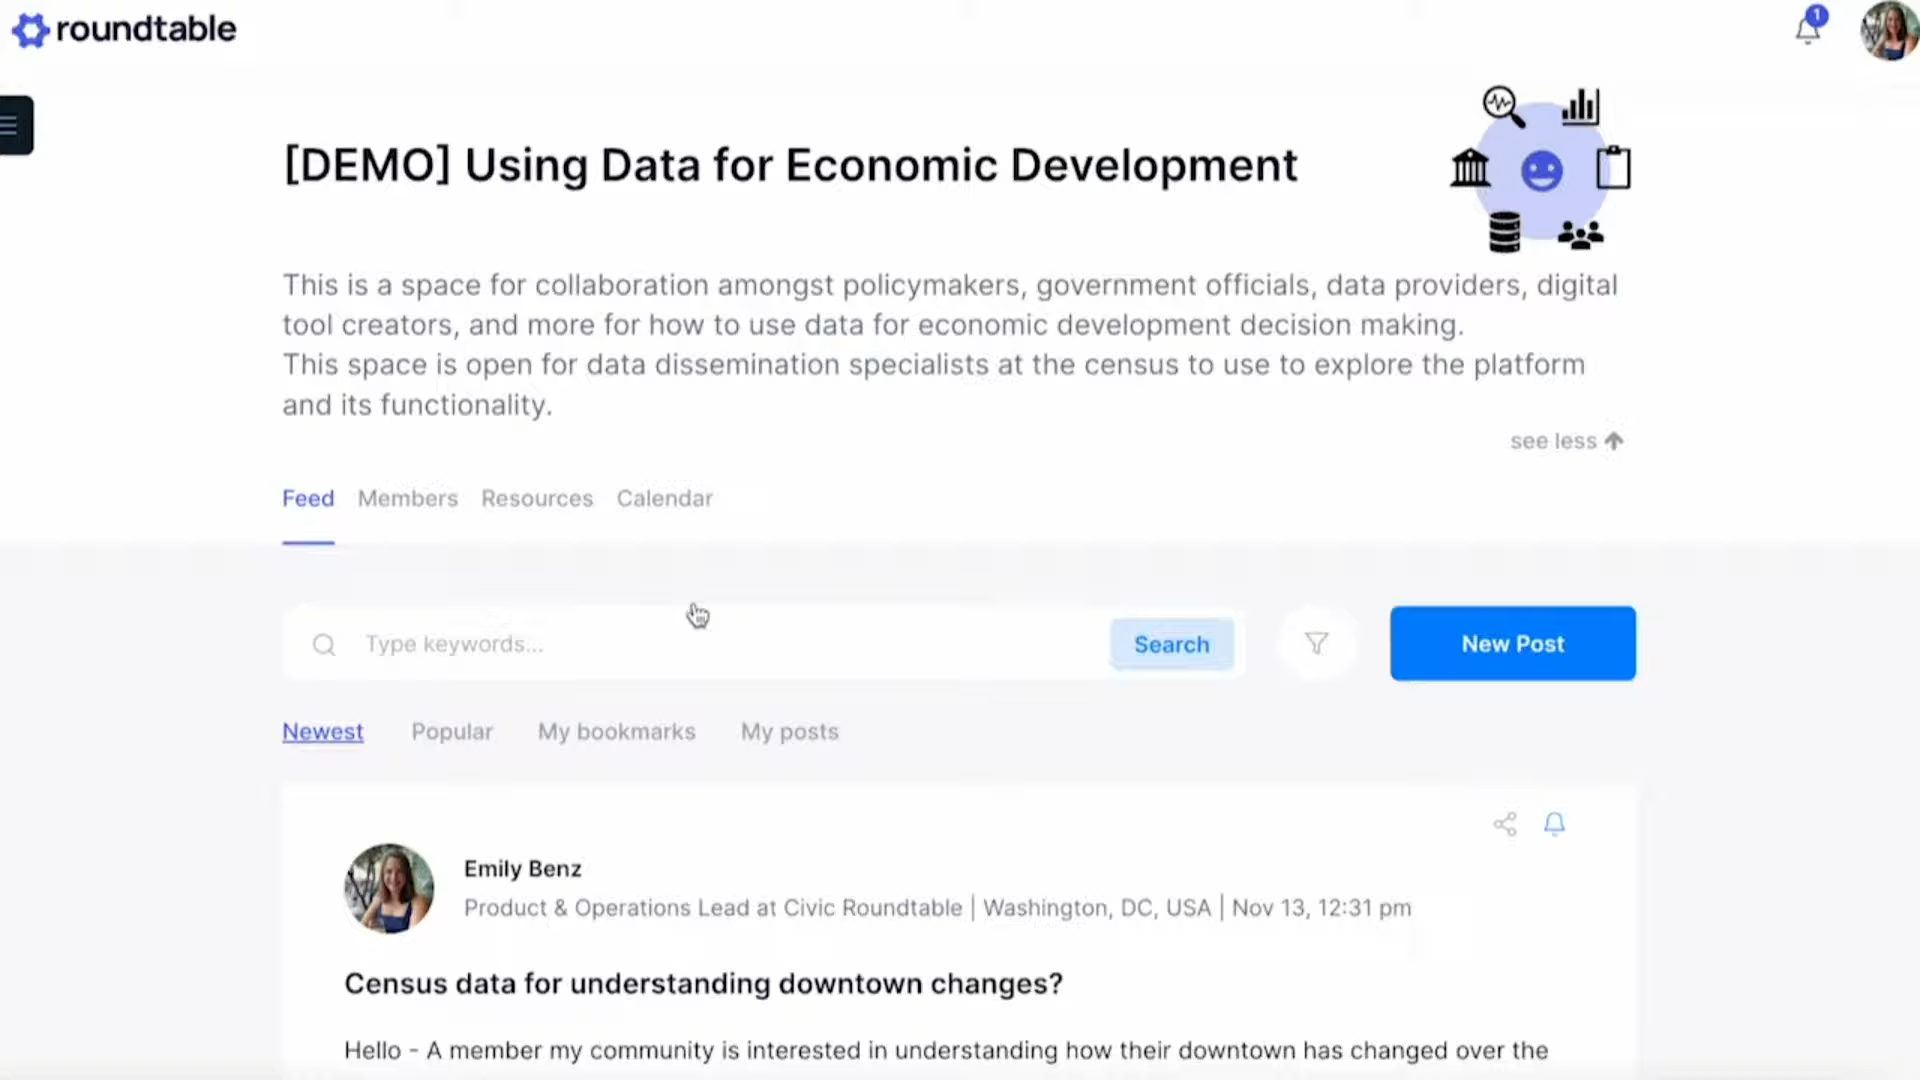 roundtable
1
[DEMO] Using Data for Economic Development
This is a space for collaboration amongst policymakers, government officials, data providers, digital
tool creators, and more for how to use data for economic development decision making.
This space is open for data dissemination specialists at the census to use to explore the platform
and its functionality.
see less
Feed Members Resources Calendar
Type keywords... Search New Post
Newest Popular My bookmarks My posts
Emily Benz
Product & Operations Lead at Civic Roundtable | Washington, DC, USA | Nov 13, 12:31 pm
Census data for understanding downtown changes?
Hello - A member my community is interested in understanding how their downtown has changed over the